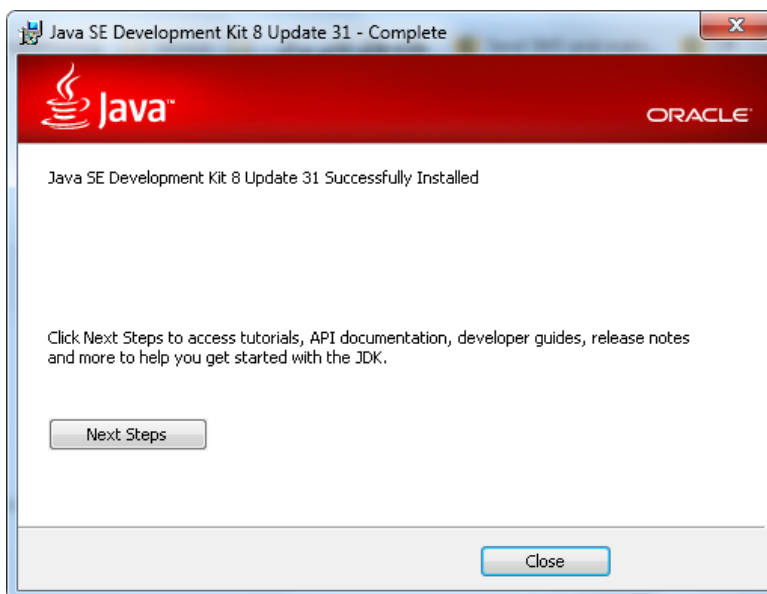 Java SE Development Kit 8 Update 31 - Complete
Java™
ORACLE®
Java SE Development Kit 8 Update 31 Successfully Installed
Click Next Steps to access tutorials, API documentation, developer guides, release notes
and more to help you get started with the JDK.
Next Steps
Close